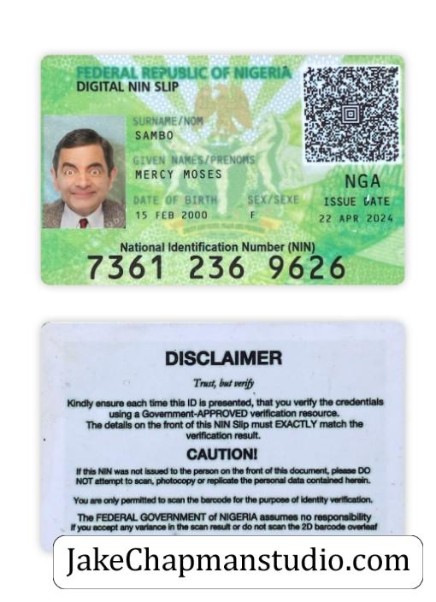 FEDERAL REPUBLIC OF NIGERIA
DIGITAL NIN SLIP
SURNAME/NOM
SAMBO
GIVEN NAMES/PRENOMS
MERCY MOSES
DATE OF BIRTH SEX/SEXE
15 FEB 2000 F
NGA
ISSUE DATE
22 APR 2024
National Identification Number (NIN)
7361 236 9626
DISCLAIMER
Trust, but verify
Kindly ensure each time this ID is presented, that you verify the credentials
using a Government-APPROVED verification resource.
The details on the front of this NIN Slip must EXACTLY match the
verification result.
CAUTION!
If this NIN was not issued to the person on the front of this document, please DO
NOT attempt to scan, photocopy or replicate the personal data contained herein.
You are only permitted to scan the barcode for the purpose of identity verification.
The FEDERAL GOVERNMENT of NIGERIA assumes no responsibility
if you accept any variance in the scan result or do not scan the 2D barcode overleaf
JakeChapmanstudio.com